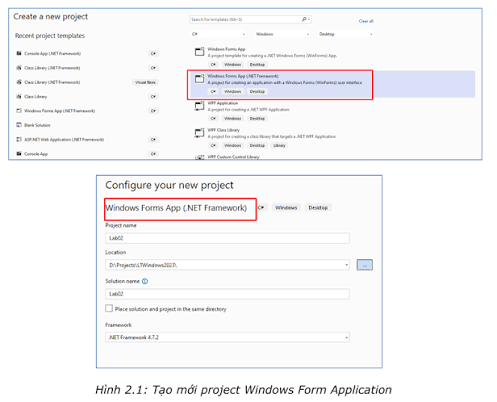 Create a new project
Search for templates (Alt+S)
Clear all
Recent project templates
C#
Windows
Desktop
Console App (.NET Framework)
C#
Class Library (.NET Framework)
C#
Class Library (.NET Framework)
Visual Basic
Class Library
C#
Windows Forms App (.NET Framework)
C#
Blank Solution
ASP.NET Web Application (.NET Framework)
C#
Console App
C#
Windows Forms App
A project template for creating a .NET Windows Forms (WinForms) App.
C# Windows Desktop
Windows Forms App (.NET Framework)
A project for creating an application with a Windows Forms (WinForms) user interface
C# Windows Desktop
WPF Application
A project for creating a .NET WPF Application
C# Windows Desktop
WPF Class Library
A project for creating a class library that targets a .NET WPF Application
C# Windows Desktop Library
WPF Custom Control Library
Configure your new project
Windows Forms App (.NET Framework) C# Windows Desktop
Project name
Lab02
Location
...
Solution name
Lab02
Place solution and project in the same directory
Framework
.NET Framework 4.7.2
Hình 2.1: Tạo mới project Windows Form Application